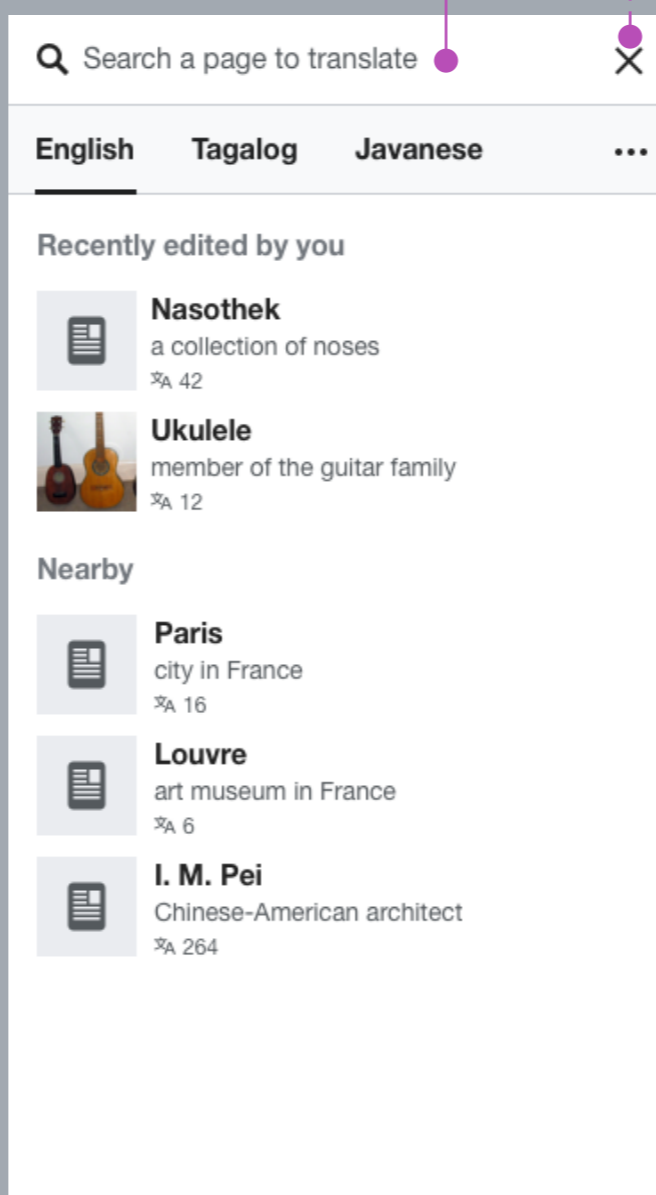 Search a page to translate
English Tagalog Javanese
Recently edited by you
Nasothek
a collection of noses
42
Ukulele
member of the guitar family
12
Nearby
Paris
city in France
16
Louvre
art museum in France
6
I. M. Pei
Chinese-American architect
264